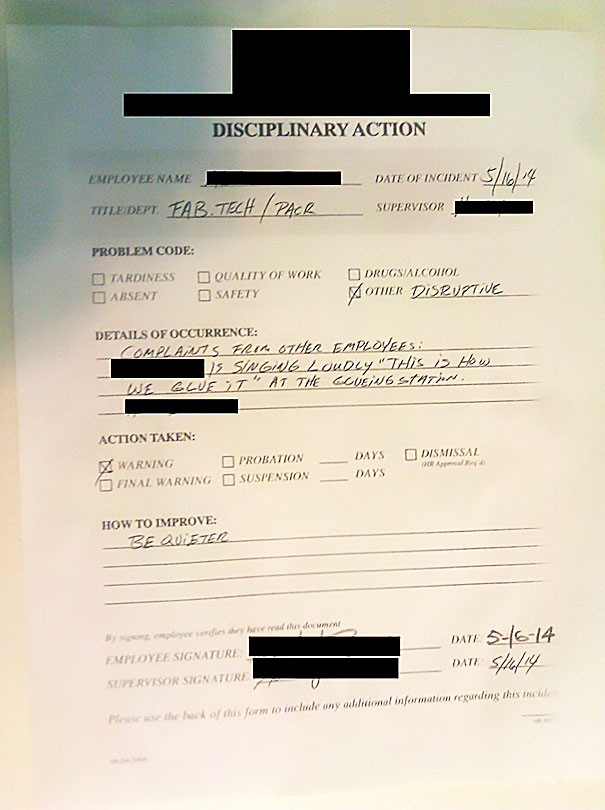 DISCIPLINARY ACTION
EMPLOYEE NAME DATE OF INCIDENT 5/16/14
TITLE/DEPT. FAB.TECH / PACR SUPERVISOR
PROBLEM CODE:
TARDINESS QUALITY OF WORK DRUGS/ALCOHOL
ABSENT SAFETY OTHER DISRUPTIVE
DETAILS OF OCCURRENCE:
COMPLAINTS FROM OTHER EMPLOYEES:
IS SINGING LOUDLY "THIS IS HOW
WE GLUE IT" AT THE GLUEING STATION.
ACTION TAKEN:
WARNING PROBATION ____ DAYS DISMISSAL
(HR Approval Req'd)
FINAL WARNING SUSPENSION ____ DAYS
HOW TO IMPROVE:
BE QUIETER
By signing, employee verifies they have read this document
EMPLOYEE SIGNATURE: DATE: 5-16-14
SUPERVISOR SIGNATURE: DATE: 5/16/14
Please use the back of this form to include any additional information regarding this